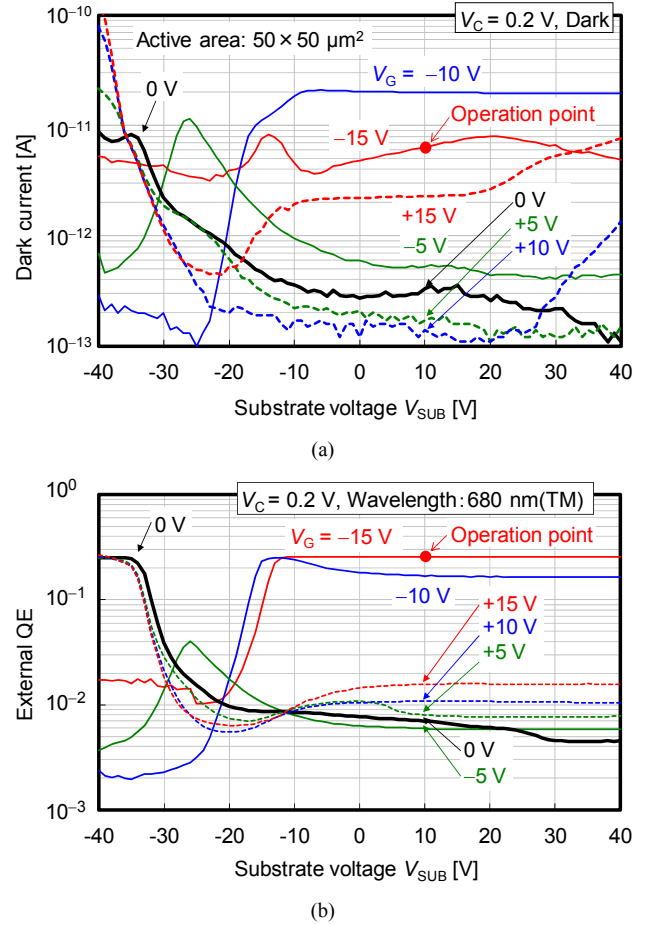 V_C = 0.2 V, Dark
Active area: 50 × 50 μm²
10⁻¹⁰
10⁻¹¹
10⁻¹²
10⁻¹³
Dark current [A]
0 V
V_G = −10 V
Operation point
−15 V
0 V
+15 V
+5 V
−5 V
+10 V
-40 -30 -20 -10 0 10 20 30 40
Substrate voltage V_SUB [V]
(a)
V_C = 0.2 V, Wavelength: 680 nm(TM)
10⁰
10⁻¹
10⁻²
10⁻³
External QE
0 V
V_G = −15 V
Operation point
−10 V
+15 V
+10 V
+5 V
0 V
−5 V
-40 -30 -20 -10 0 10 20 30 40
Substrate voltage V_SUB [V]
(b)